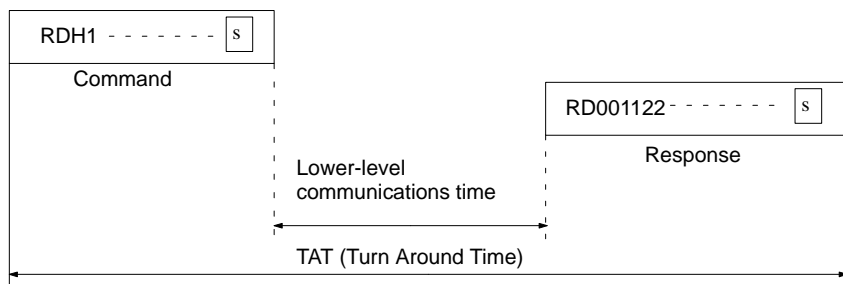 RDH1 - - - - - - - s
Command
RD001122 - - - - - - - s
Response
Lower-level
communications time
TAT (Turn Around Time)